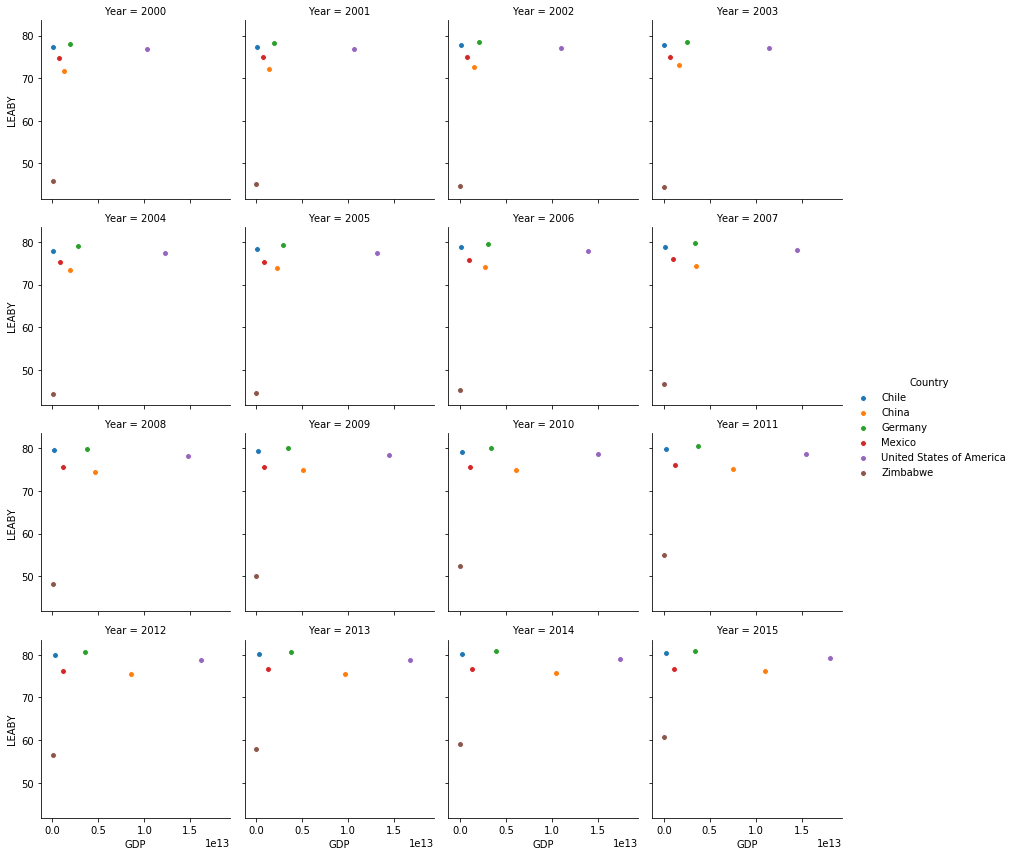 Year = 2000
Year = 2001
Year = 2002
Year = 2003
80
70
60
50
LEABY
Year = 2004
Year = 2005
Year = 2006
Year = 2007
80
70
60
50
LEABY
Country
Chile
China
Germany
Mexico
United States of America
Zimbabwe
Year = 2008
Year = 2009
Year = 2010
Year = 2011
80
70
60
50
LEABY
Year = 2012
Year = 2013
Year = 2014
Year = 2015
80
70
60
50
LEABY
0.0 0.5 1.0 1.5
1e13
GDP
0.0 0.5 1.0 1.5
1e13
GDP
0.0 0.5 1.0 1.5
1e13
GDP
0.0 0.5 1.0 1.5
1e13
GDP